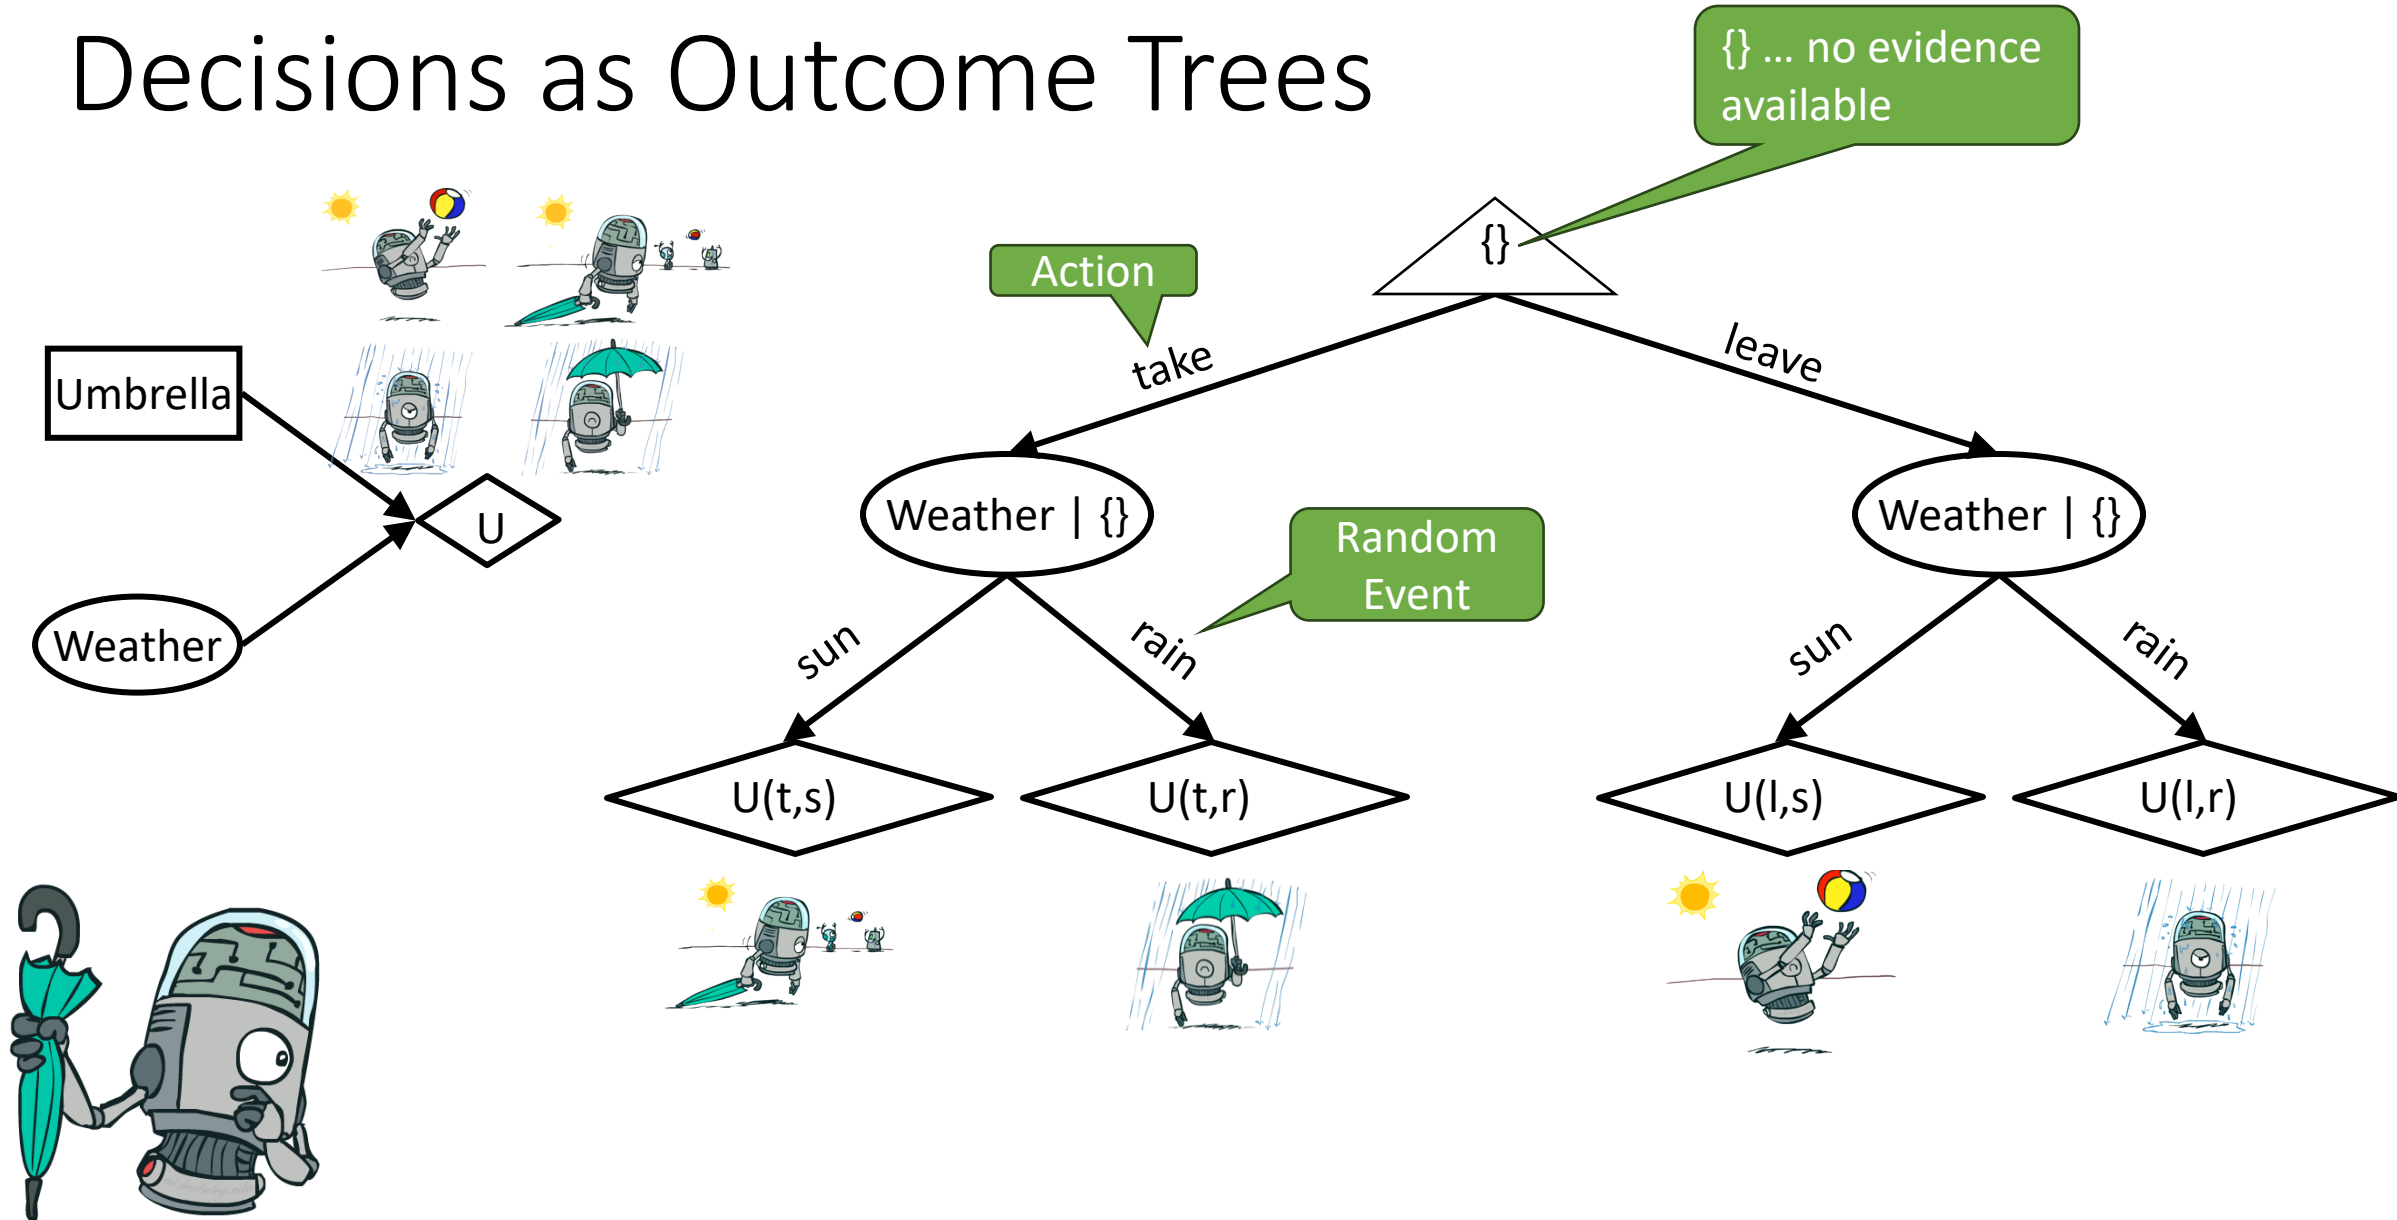 Decisions as Outcome Trees
{} ... no evidence
available
{}
Action
take
leave
Umbrella
U
Weather
Weather | {}
Weather | {}
Random
Event
sun
rain
sun
rain
U(t,s)
U(t,r)
U(l,s)
U(l,r)